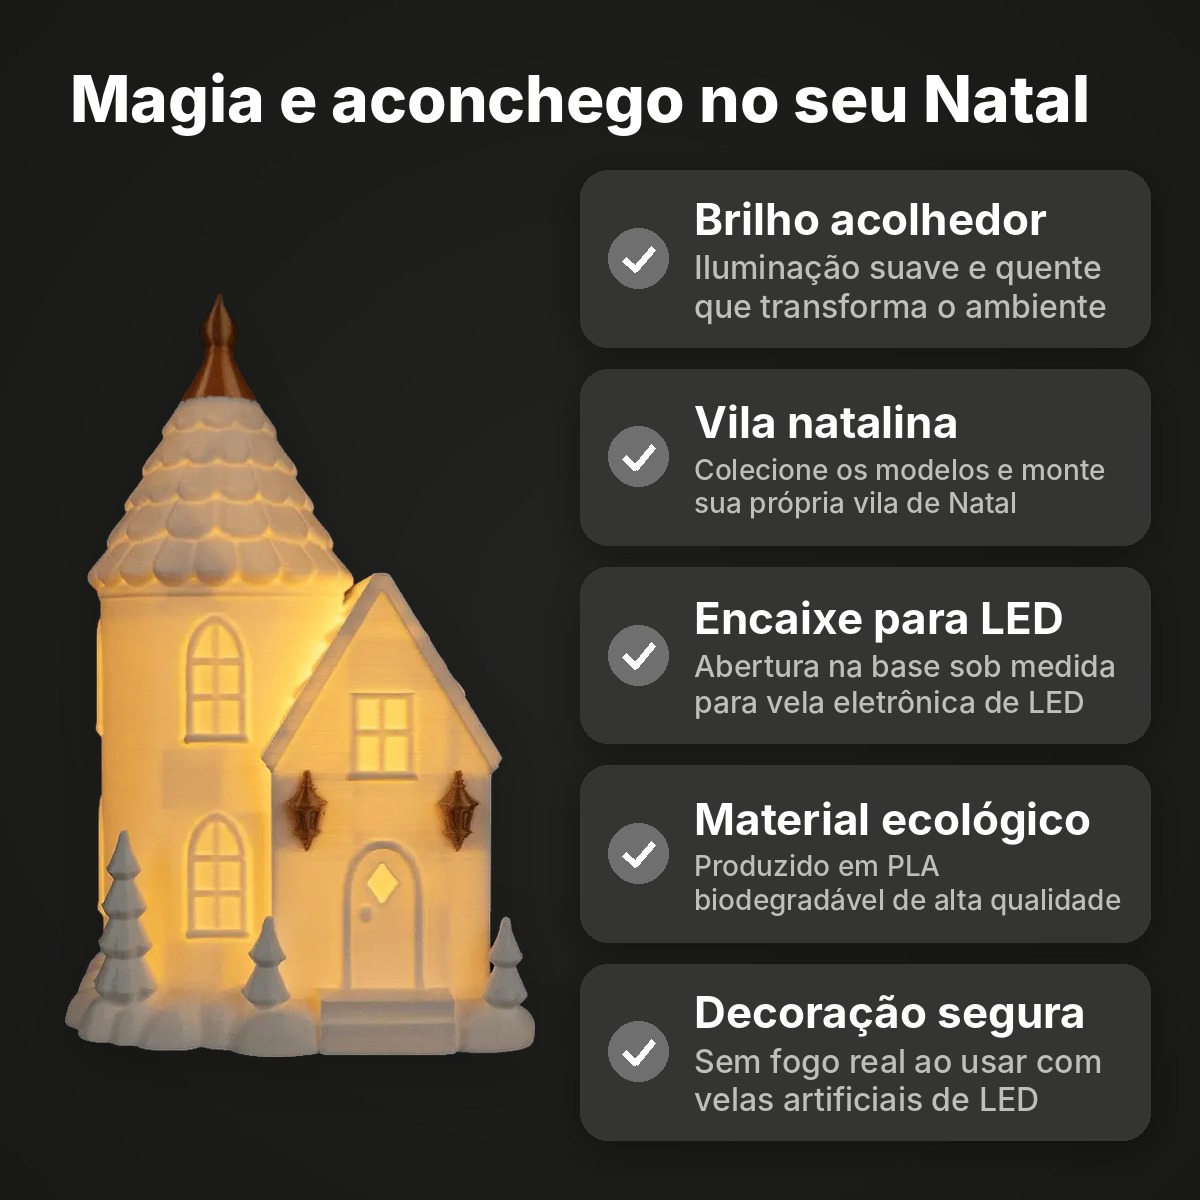 Magia e aconchego no seu Natal
Brilho acolhedor
Iluminação suave e quente
que transforma o ambiente
Vila natalina
Colecione os modelos e monte
sua própria vila de Natal
Encaixe para LED
Abertura na base sob medida
para vela eletrônica de LED
Material ecológico
Produzido em PLA
biodegradável de alta qualidade
Decoração segura
Sem fogo real ao usar com
velas artificiais de LED